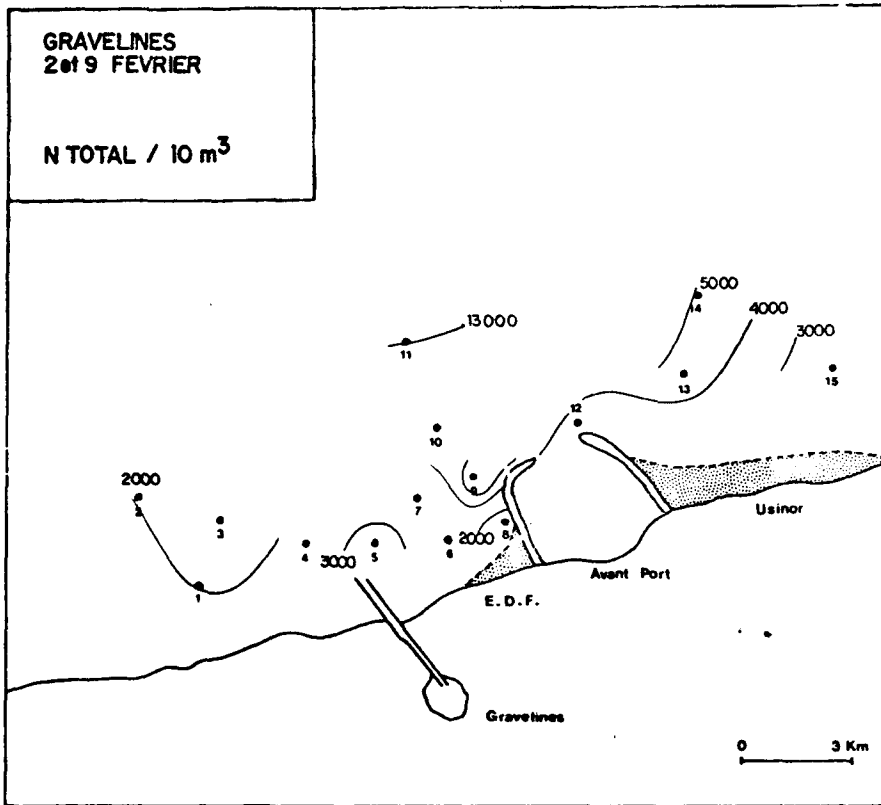 GRAVELINES
2 et 9 FEVRIER
N TOTAL / 10 m³
5000
14
4000
13000
3000
11
13
15
12
10
9
2000
2
7
Usinor
3
8
2000
4
3000
5
6
Avant Port
1
E.D.F.
Gravelines
0 3 Km